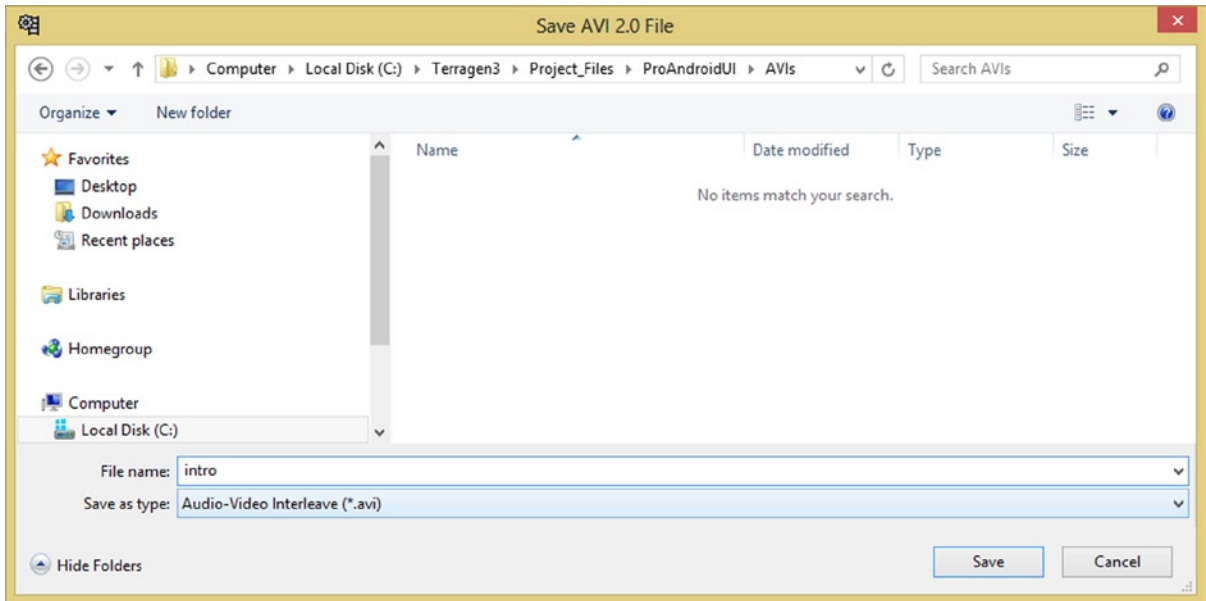 Save AVI 2.0 File
Computer Local Disk (C:) Terragen3 Project_Files ProAndroidUI AVIs Search AVIs
Organize New folder
Name Date modified Type Size
Favorites
No items match your search.
Desktop
Downloads
Recent places
Libraries
Homegroup
Computer
Local Disk (C:)
File name: intro
Save as type: Audio-Video Interleave (*.avi)
Hide Folders Save Cancel